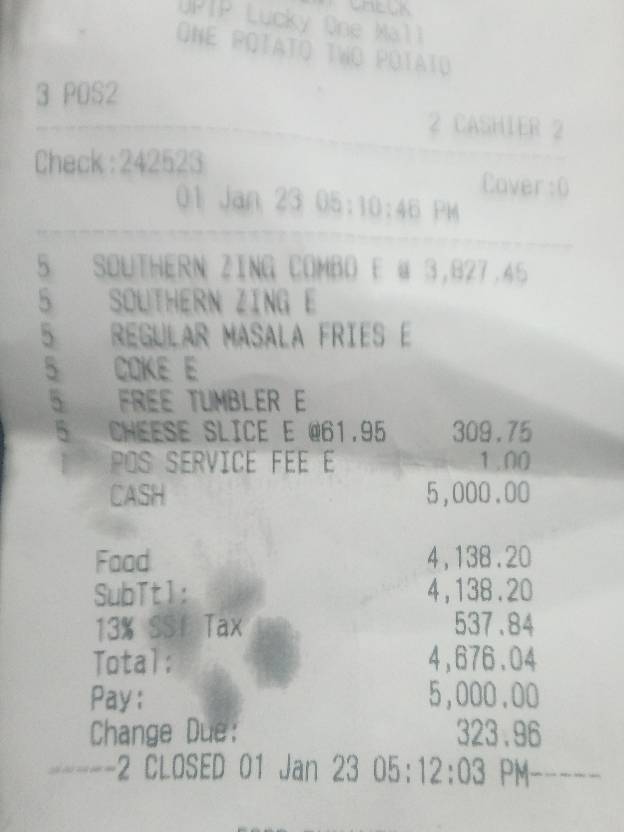 CHECK
OPTP Lucky One Mall
ONE POTATO TWO POTATO
3 POS2
2 CASHIER 2
Check:242523 Cover:0
01 Jan 23 05:10:46 PM
5 SOUTHERN ZING COMBO E @ 3,827.45
5 SOUTHERN ZING E
5 REGULAR MASALA FRIES E
5 COKE E
5 FREE TUMBLER E
5 CHEESE SLICE E @61.95 309.75
1 POS SERVICE FEE E 1.00
CASH 5,000.00
Food 4,138.20
SubTtl: 4,138.20
13% SST Tax 537.84
Total: 4,676.04
Pay: 5,000.00
Change Due: 323.96
-----2 CLOSED 01 Jan 23 05:12:03 PM-----